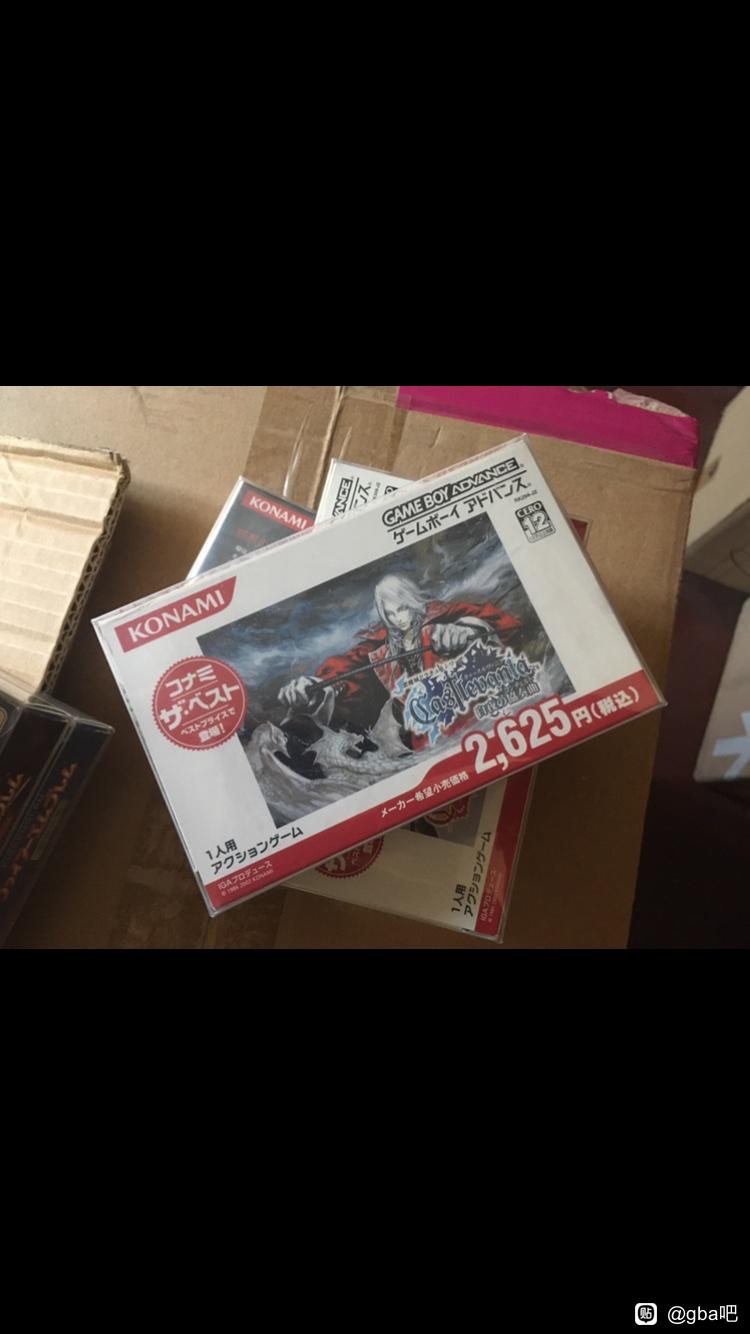 GAME BOY ADVANCE
ゲームボーイアドバンス
CERO
12
KONAMI
コナミ
ザ・ベスト
ベストプライスで
登場!
Castlevania
2,625円(税込)
メーカー希望小売価格
1人用
アクションゲーム
IGAプロデュース
© 1986 2002 KONAMI
KONAMI
1人用
アクションゲーム
IGAプロデュース
@gba吧